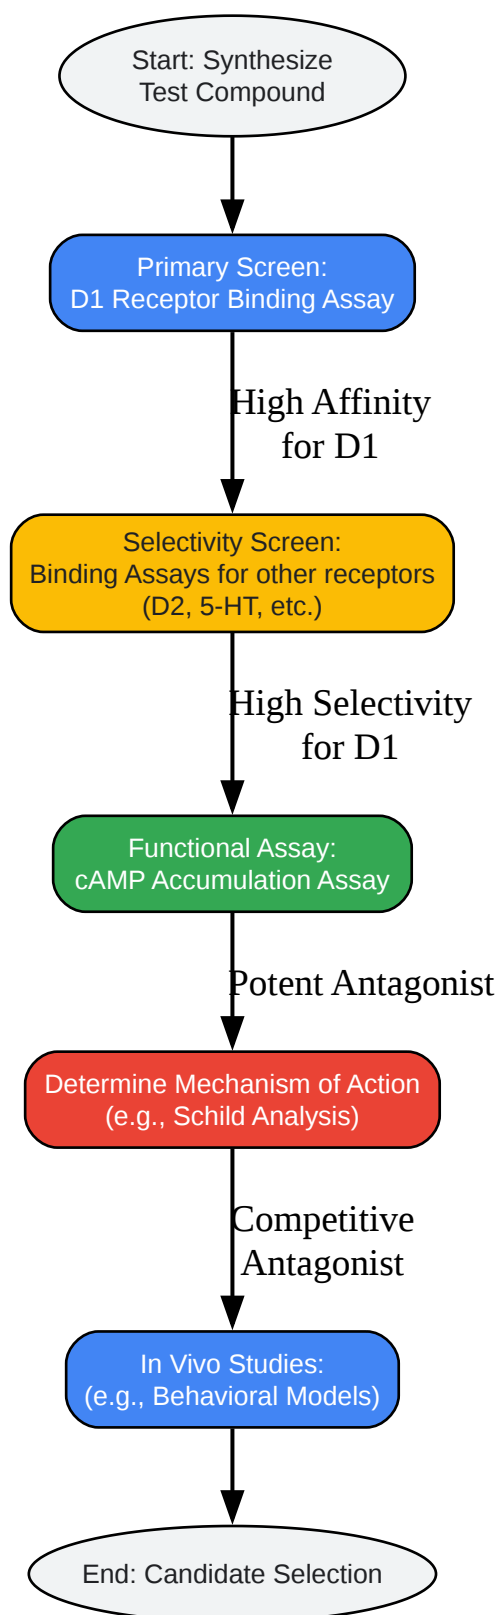 Start: Synthesize
Test Compound
Primary Screen:
D1 Receptor Binding Assay
High Affinity
for D1
Selectivity Screen:
Binding Assays for other receptors
(D2, 5-HT, etc.)
High Selectivity
for D1
Functional Assay:
cAMP Accumulation Assay
Potent Antagonist
Determine Mechanism of Action
(e.g., Schild Analysis)
Competitive
Antagonist
In Vivo Studies:
(e.g., Behavioral Models)
End: Candidate Selection